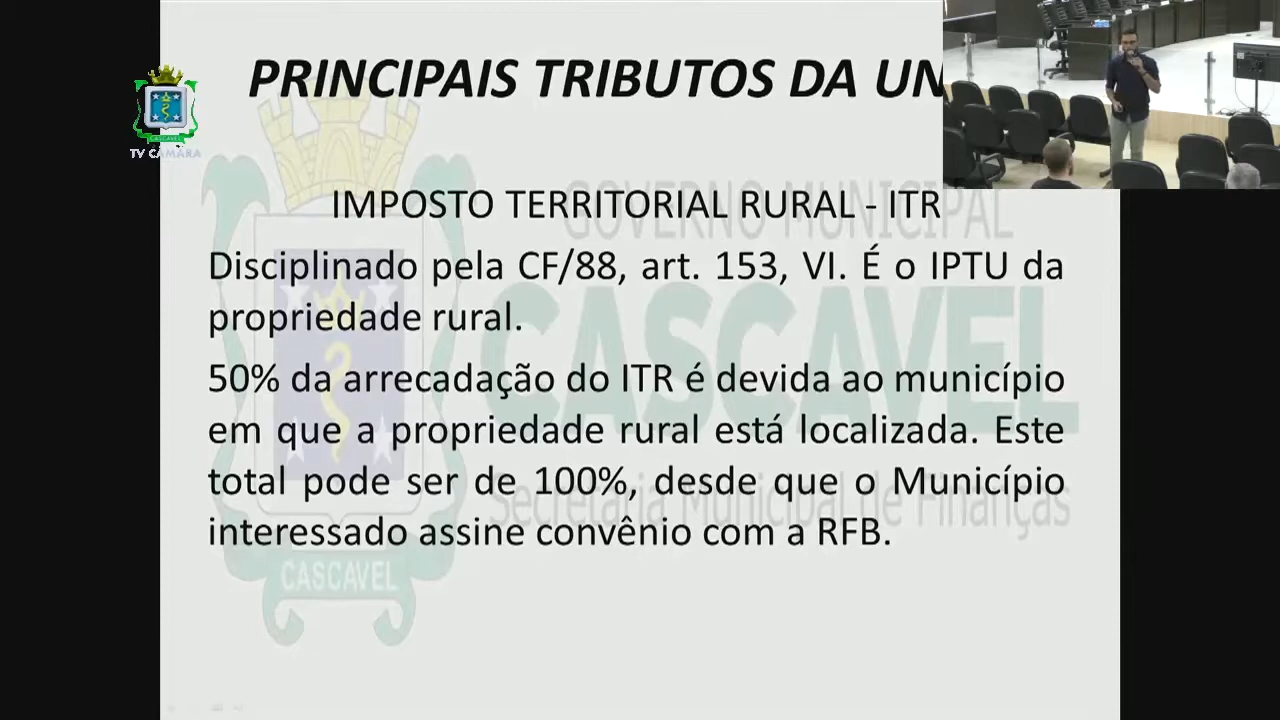 PRINCIPAIS TRIBUTOS DA UN
CASCAVEL
TV CÂMARA
GOVERNO MUNICIPAL
IMPOSTO TERRITORIAL RURAL - ITR
Disciplinado pela CF/88, art. 153, VI. É o IPTU da
propriedade rural.
CASCAVEL
50% da arrecadação do ITR é devida ao município
em que a propriedade rural está localizada. Este
total pode ser de 100%, desde que o Município
Secretaria Municipal de Finanças
interessado assine convênio com a RFB.
CASCAVEL